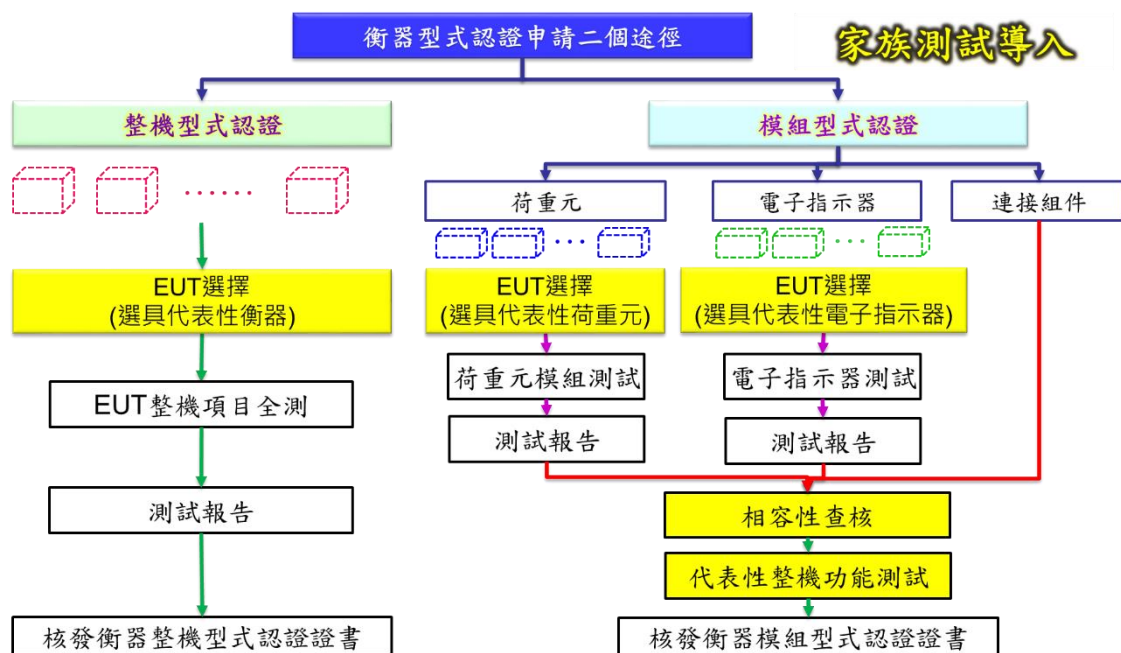 衡器型式認證申請二個途徑
家族測試導入
整機型式認證
模組型式認證
荷重元
電子指示器
連接組件
EUT選擇
(選具代表性衡器)
EUT選擇
(選具代表性荷重元)
EUT選擇
(選具代表性電子指示器)
荷重元模組測試
電子指示器測試
EUT整機項目全測
測試報告
測試報告
測試報告
相容性查核
代表性整機功能測試
核發衡器整機型式認證證書
核發衡器模組型式認證證書